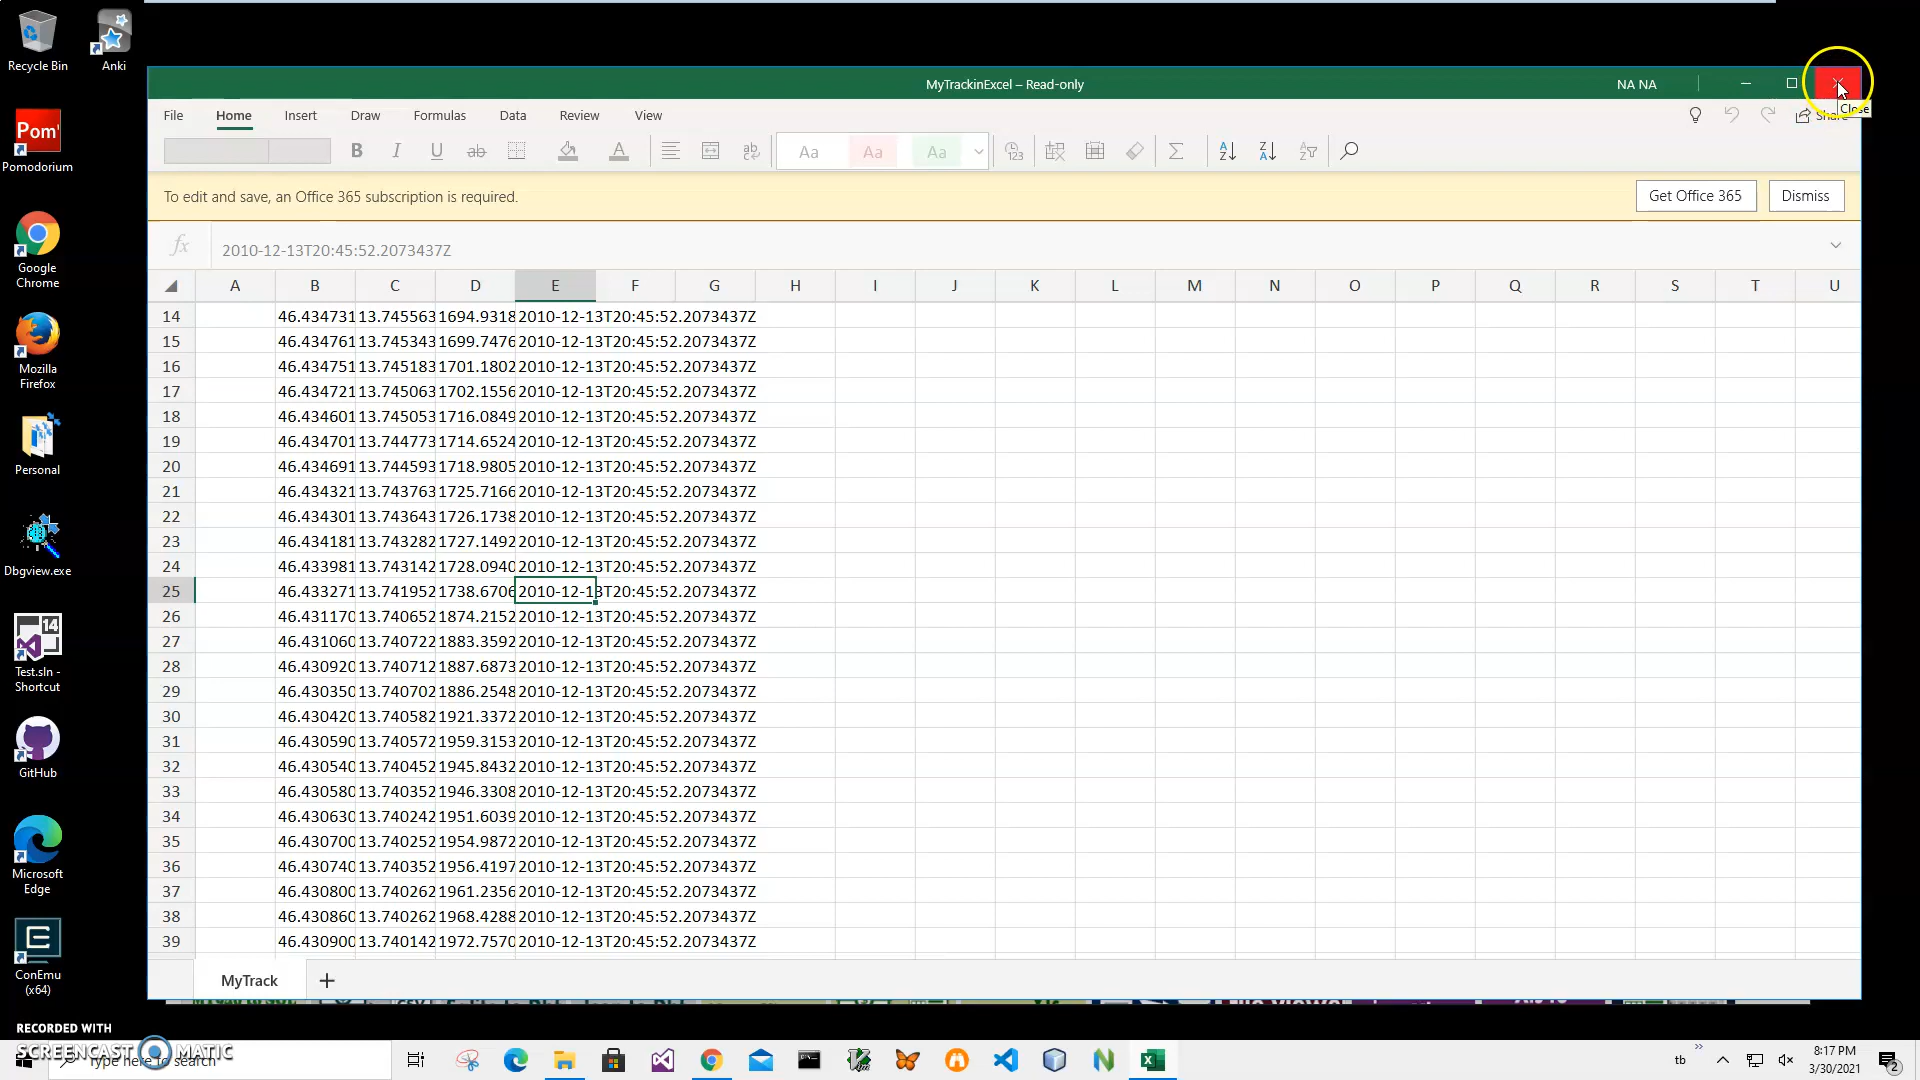 Recycle Bin
Anki
Pom'
Pomodorium
Google
Chrome
Mozilla
Firefox
Personal
Dbgview.exe
14
Test.sln -
Shortcut
GitHub
Microsoft
Edge
ConEmu
(x64)
MyTrackinExcel – Read-only
NA NA
Close
File Home Insert Draw Formulas Data Review View
Share
B I U ab A ab Aa Aa Aa 123
To edit and save, an Office 365 subscription is required.
Get Office 365 Dismiss
fx 2010-12-13T20:45:52.2073437Z
A B C D E F G H I J K L M N O P Q R S T U
14 46.434731 13.745563 1694.9318 2010-12-13T20:45:52.2073437Z
15 46.434761 13.745343 1699.7476 2010-12-13T20:45:52.2073437Z
16 46.434751 13.745183 1701.1802 2010-12-13T20:45:52.2073437Z
17 46.434721 13.745063 1702.1556 2010-12-13T20:45:52.2073437Z
18 46.434601 13.745053 1716.0849 2010-12-13T20:45:52.2073437Z
19 46.434701 13.744773 1714.6524 2010-12-13T20:45:52.2073437Z
20 46.434691 13.744593 1718.9805 2010-12-13T20:45:52.2073437Z
21 46.434321 13.743763 1725.7166 2010-12-13T20:45:52.2073437Z
22 46.434301 13.743643 1726.1738 2010-12-13T20:45:52.2073437Z
23 46.434181 13.743282 1727.1492 2010-12-13T20:45:52.2073437Z
24 46.433981 13.743142 1728.0940 2010-12-13T20:45:52.2073437Z
25 46.433271 13.741952 1738.6706 2010-12-13T20:45:52.2073437Z
26 46.431170 13.740652 1874.2152 2010-12-13T20:45:52.2073437Z
27 46.431060 13.740722 1883.3592 2010-12-13T20:45:52.2073437Z
28 46.430920 13.740712 1887.6873 2010-12-13T20:45:52.2073437Z
29 46.430350 13.740702 1886.2548 2010-12-13T20:45:52.2073437Z
30 46.430420 13.740582 1921.3372 2010-12-13T20:45:52.2073437Z
31 46.430590 13.740572 1959.3153 2010-12-13T20:45:52.2073437Z
32 46.430540 13.740452 1945.8432 2010-12-13T20:45:52.2073437Z
33 46.430580 13.740352 1946.3308 2010-12-13T20:45:52.2073437Z
34 46.430630 13.740242 1951.6039 2010-12-13T20:45:52.2073437Z
35 46.430700 13.740252 1954.9872 2010-12-13T20:45:52.2073437Z
36 46.430740 13.740352 1956.4197 2010-12-13T20:45:52.2073437Z
37 46.430800 13.740262 1961.2356 2010-12-13T20:45:52.2073437Z
38 46.430860 13.740262 1968.4288 2010-12-13T20:45:52.2073437Z
39 46.430900 13.740142 1972.7570 2010-12-13T20:45:52.2073437Z
MyTrack
RECORDED WITH
SCREENCAST MATIC
Type here to search
tb
8:17 PM
3/30/2021
2